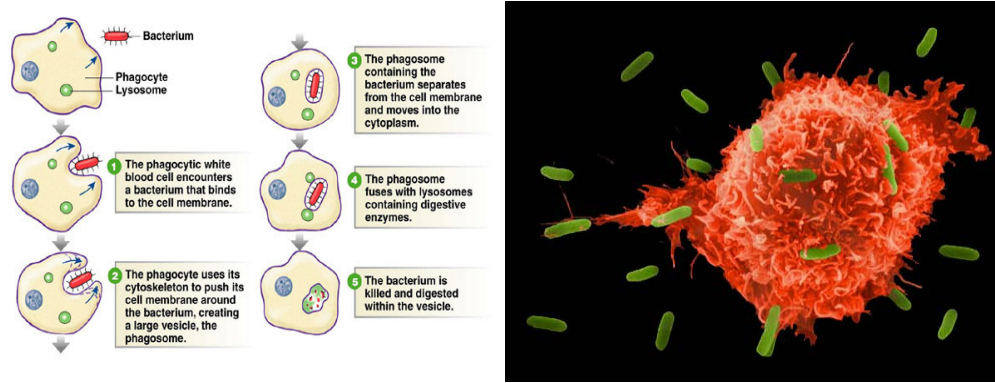 Bacterium
Phagocyte
Lysosome
1 The phagocytic white
blood cell encounters
a bacterium that binds
to the cell membrane.
2 The phagocyte uses its
cytoskeleton to push its
cell membrane around
the bacterium, creating
a large vesicle, the
phagosome.
3 The phagosome
containing the
bacterium separates
from the cell membrane
and moves into the
cytoplasm.
4 The phagosome
fuses with lysosomes
containing digestive
enzymes.
5 The bacterium is
killed and digested
within the vesicle.